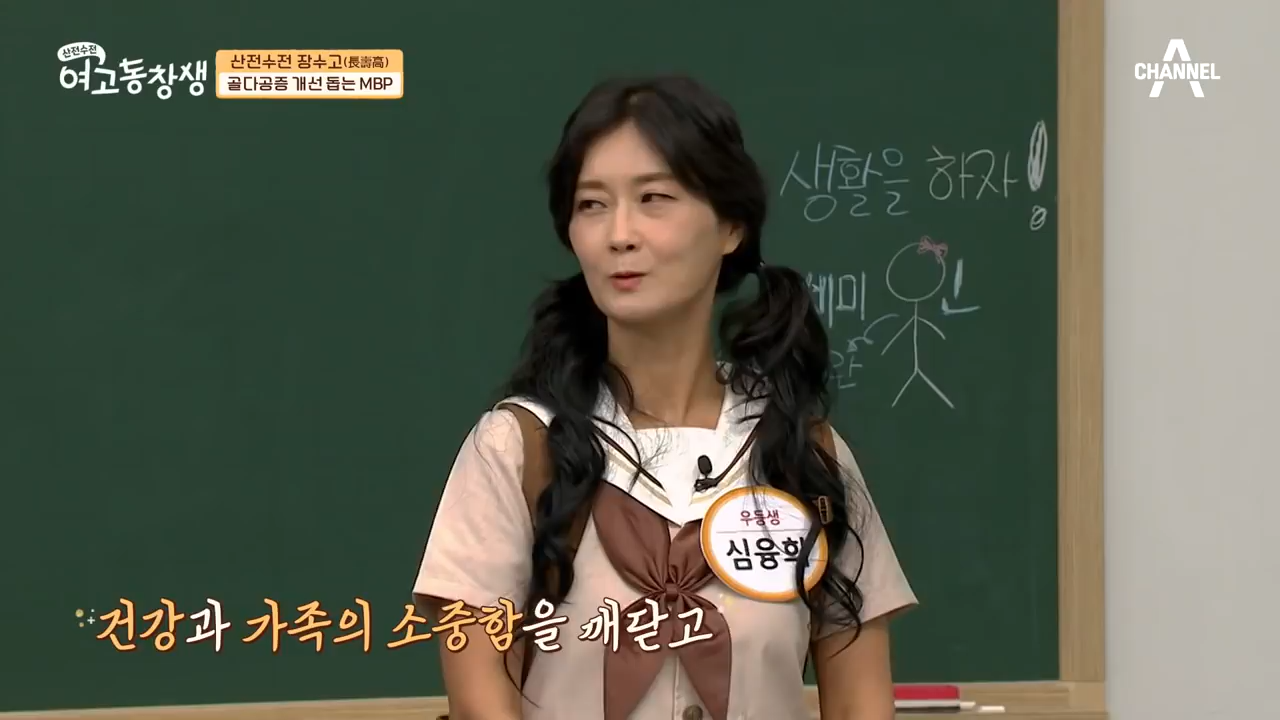 산전수전
여고동창생
산전수전 장수고(長壽高)
골다공증 개선 돕는 MBP
CHANNEL A
생활을 하자!
우등생
심융희
건강과 가족의 소중함을 깨닫고